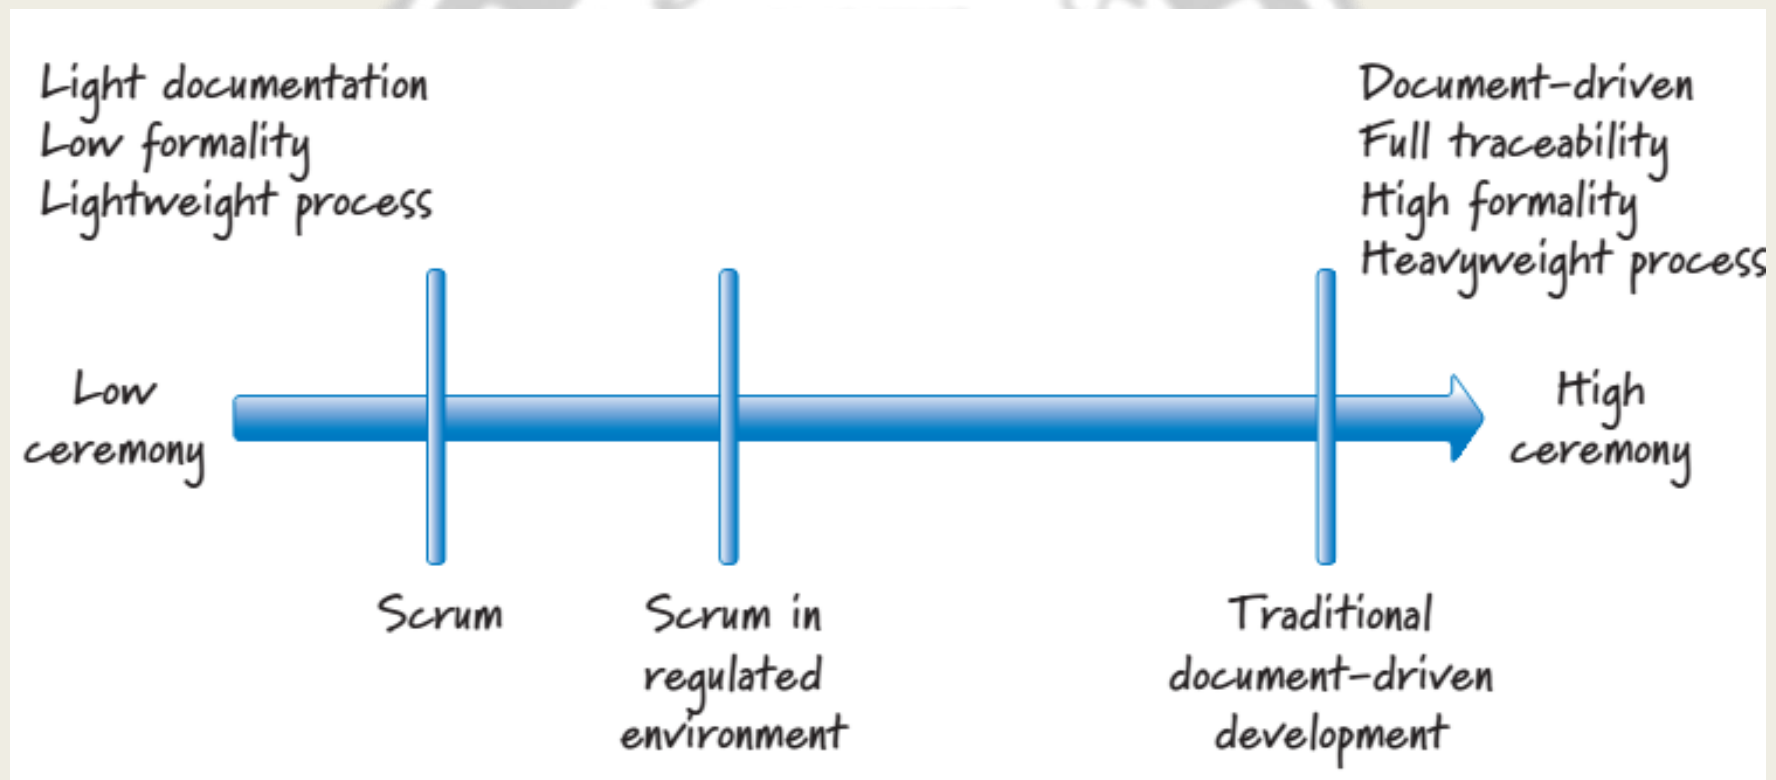 Light documentation
Low formality
Lightweight process
Document-driven
Full traceability
High formality
Heavyweight process
Low
ceremony
High
ceremony
Scrum
Scrum in
regulated
environment
Traditional
document-driven
development